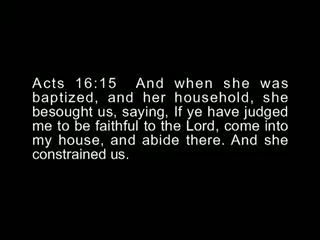 Acts 16:15 And when she was
baptized, and her household, she
besought us, saying, If ye have judged
me to be faithful to the Lord, come into
my house, and abide there. And she
constrained us.